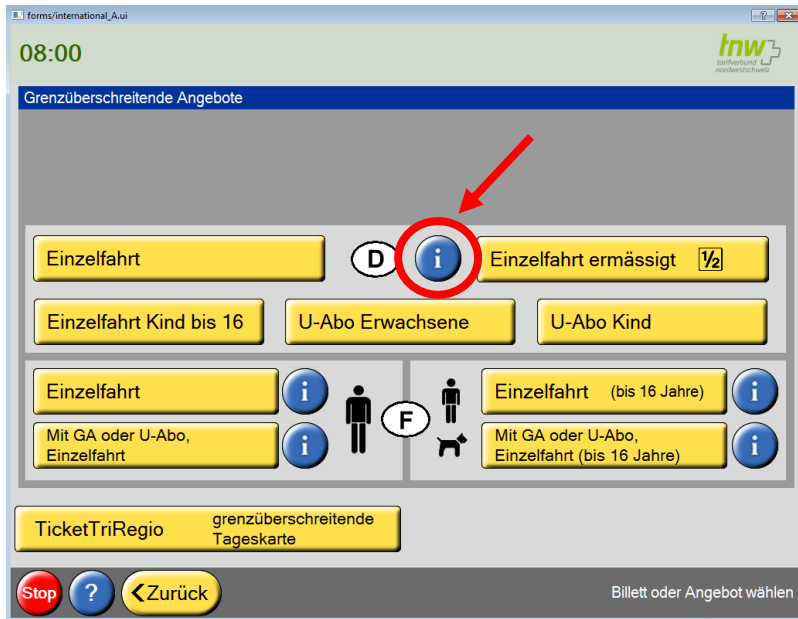 forms/international_A.ui
08:00
tnw
tarifverbund
nordwestschweiz
Grenzüberschreitende Angebote
Einzelfahrt
D
i
Einzelfahrt ermässigt 1/2
Einzelfahrt Kind bis 16
U-Abo Erwachsene
U-Abo Kind
Einzelfahrt
i
F
Einzelfahrt (bis 16 Jahre)
i
Mit GA oder U-Abo,
Einzelfahrt
i
Mit GA oder U-Abo,
Einzelfahrt (bis 16 Jahre)
i
TicketTriRegio
grenzüberschreitende
Tageskarte
Stop
?
Zurück
Billett oder Angebot wählen